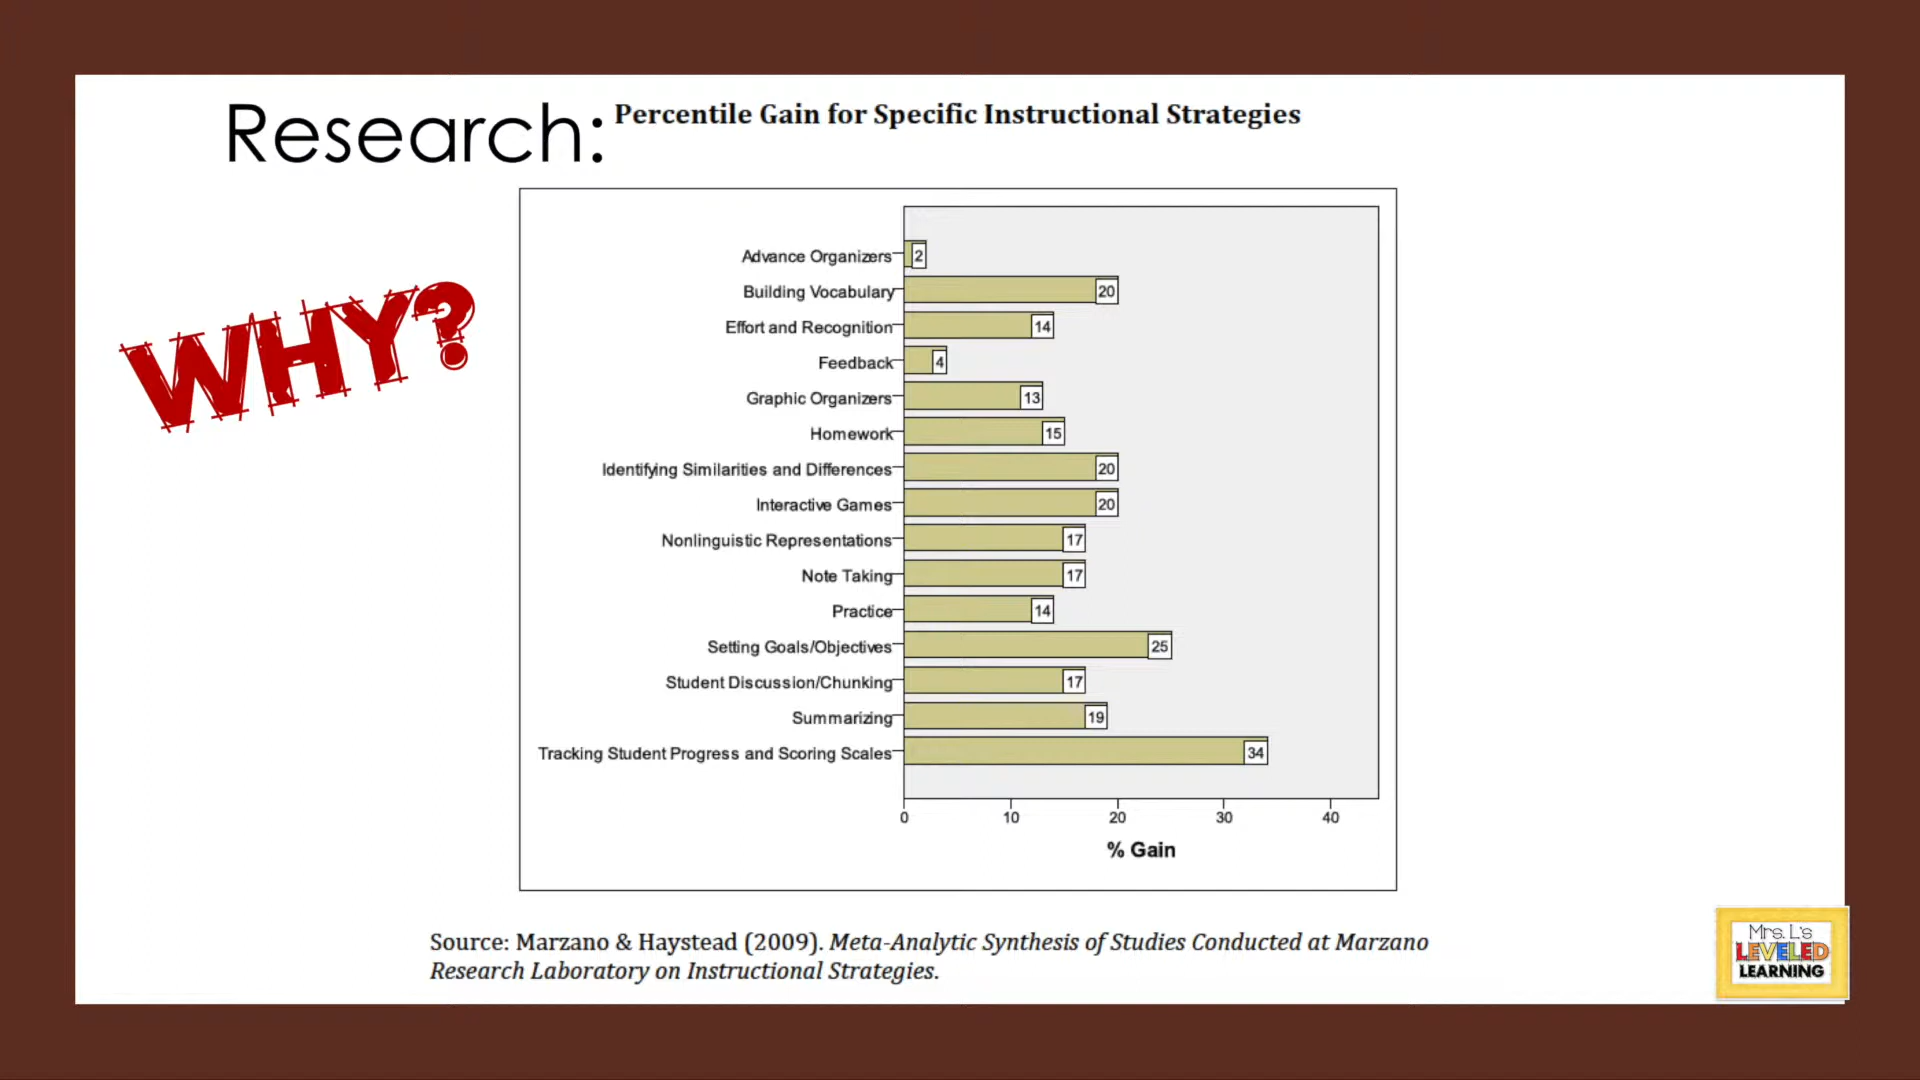 Research:
Percentile Gain for Specific Instructional Strategies
WHY?
Advance Organizers 2
Building Vocabulary 20
Effort and Recognition 14
Feedback 4
Graphic Organizers 13
Homework 15
Identifying Similarities and Differences 20
Interactive Games 20
Nonlinguistic Representations 17
Note Taking 17
Practice 14
Setting Goals/Objectives 25
Student Discussion/Chunking 17
Summarizing 19
Tracking Student Progress and Scoring Scales 34
0 10 20 30 40
% Gain
Source: Marzano & Haystead (2009). Meta-Analytic Synthesis of Studies Conducted at Marzano
Research Laboratory on Instructional Strategies.
Mrs. L's
LEVELED
LEARNING